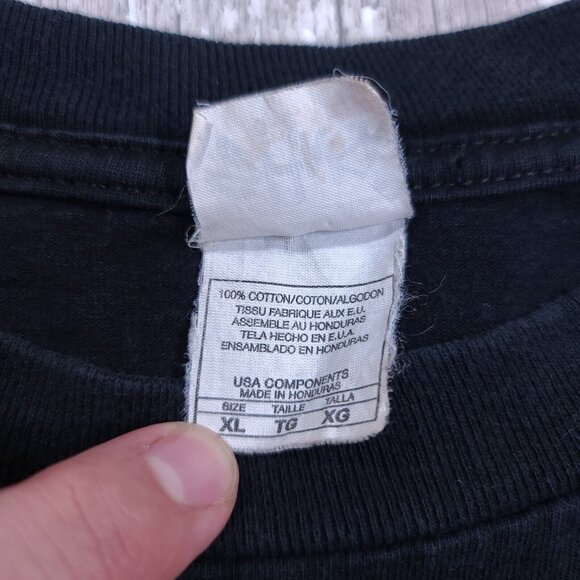 100% COTTON/COTON/ALGODON
TISSU FABRIQUE AUX E.U.
ASSEMBLE AU HONDURAS
TELA HECHO EN E.U.A.
ENSAMBLADO EN HONDURAS
USA COMPONENTS
MADE IN HONDURAS
SIZE TAILLE TALLA
XL TG XG